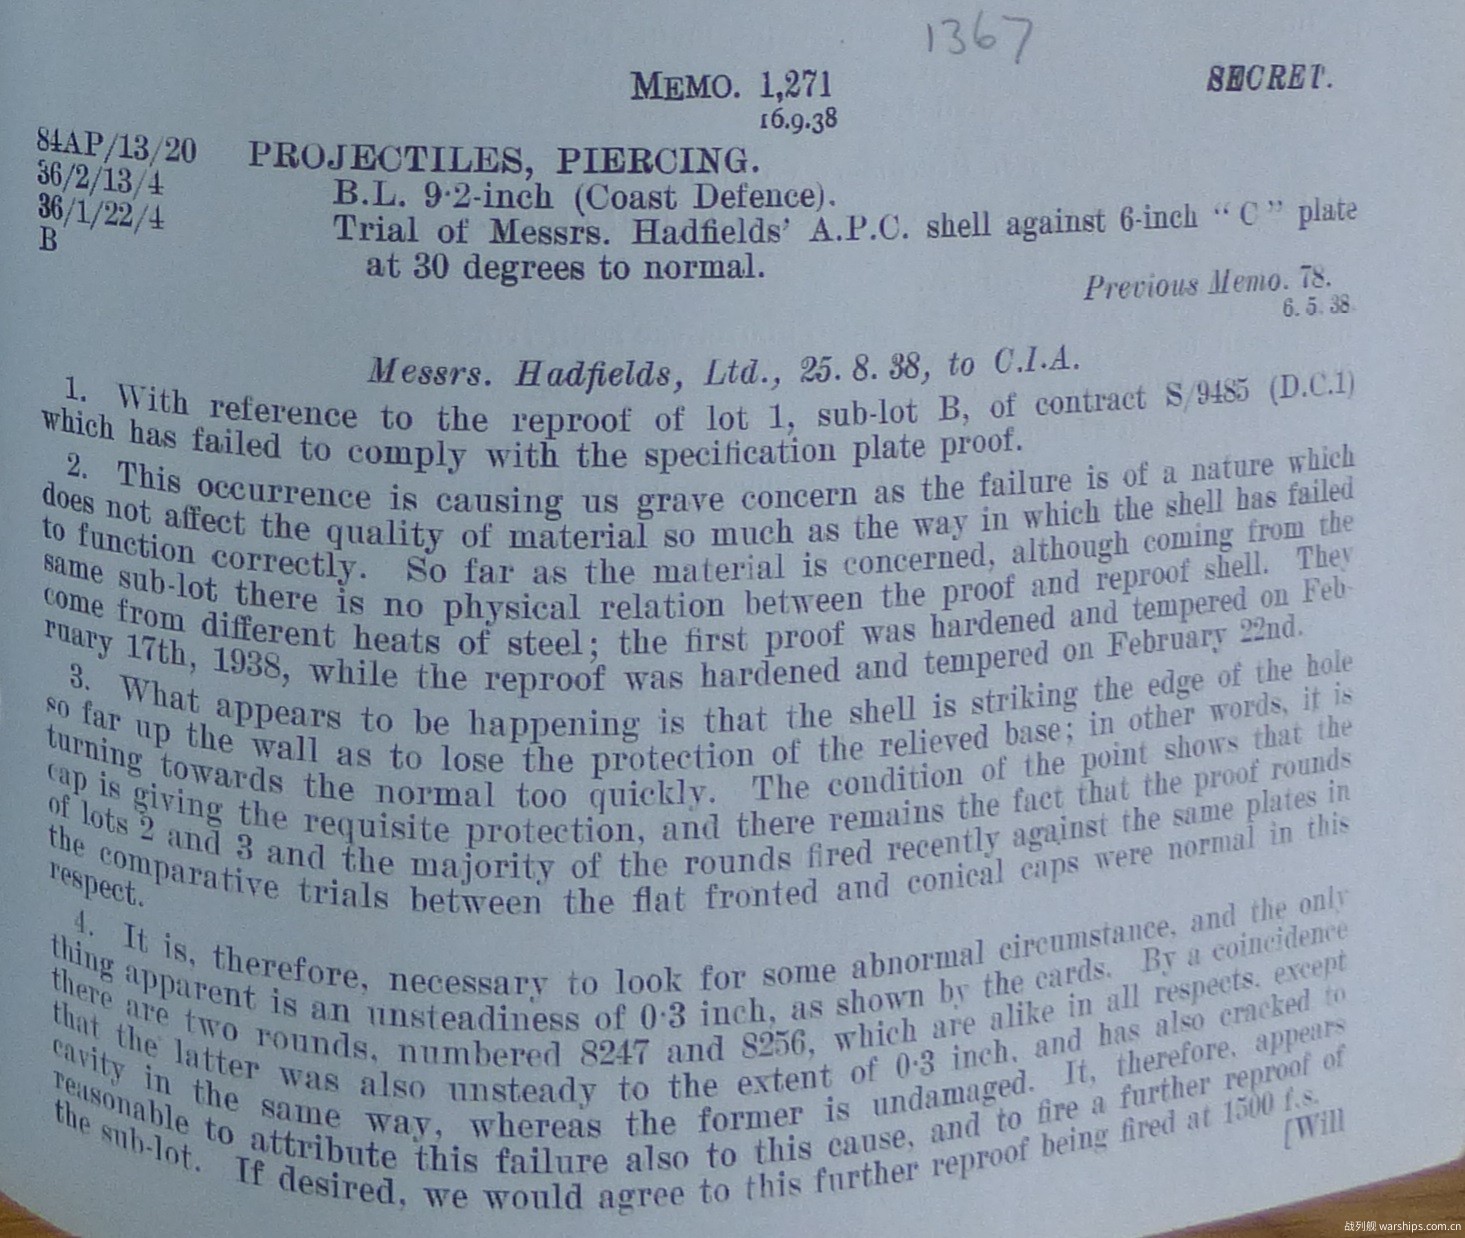 1367
MEMO. 1,271
SECRET.
16.9.38
84AP/13/20
36/2/13/4
36/1/22/4
B
PROJECTILES, PIERCING.
B.L. 9·2-inch (Coast Defence).
Trial of Messrs. Hadfields' A.P.C. shell against 6-inch “ C ” plate
at 30 degrees to normal.
Previous Memo. 78.
6. 5. 38.
Messrs. Hadfields, Ltd., 25. 8. 38, to C.I.A.
1. With reference to the reproof of lot 1, sub-lot B, of contract S/9485 (D.C.1)
which has failed to comply with the specification plate proof.
2. This occurrence is causing us grave concern as the failure is of a nature which
does not affect the quality of material so much as the way in which the shell has failed
to function correctly. So far as the material is concerned, although coming from the
same sub-lot there is no physical relation between the proof and reproof shell. They
come from different heats of steel; the first proof was hardened and tempered on Feb-
ruary 17th, 1938, while the reproof was hardened and tempered on February 22nd.
3. What appears to be happening is that the shell is striking the edge of the hole
so far up the wall as to lose the protection of the relieved base; in other words, it is
turning towards the normal too quickly. The condition of the point shows that the
cap is giving the requisite protection, and there remains the fact that the proof rounds
of lots 2 and 3 and the majority of the rounds fired recently against the same plates in
the comparative trials between the flat fronted and conical caps were normal in this
respect.
4. It is, therefore, necessary to look for some abnormal circumstance, and the only
thing apparent is an unsteadiness of 0·3 inch, as shown by the cards. By a coincidence
there are two rounds, numbered 8247 and 8256, which are alike in all respects, except
that the latter was also unsteady to the extent of 0·3 inch, and has also cracked to
cavity in the same way, whereas the former is undamaged. It, therefore, appears
reasonable to attribute this failure also to this cause, and to fire a further reproof of
the sub-lot. If desired, we would agree to this further reproof being fired at 1500 f.s.
[Will
战列舰 warships.com.cn